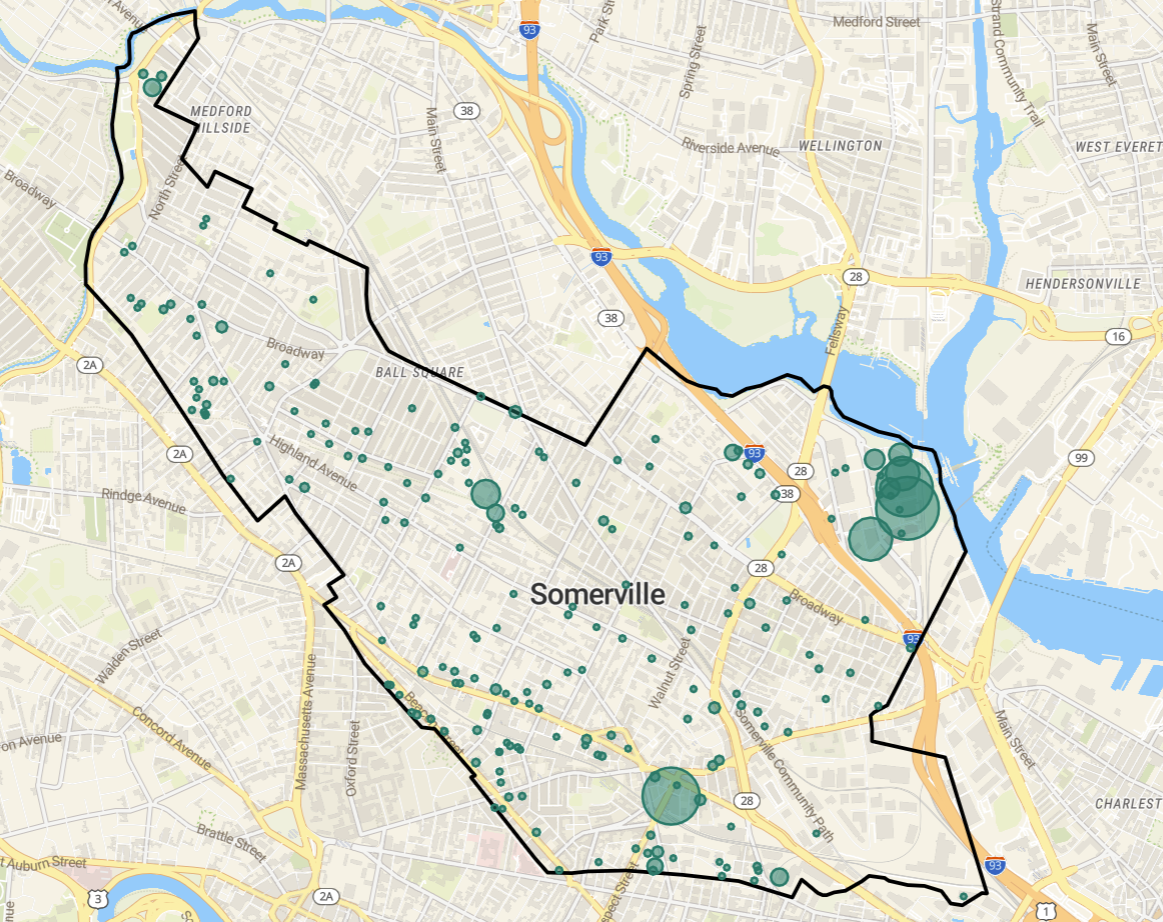 Avenue
93
Park St
Spring Street
Medford Street
Strand Community Trail
Main Street
MEDFORD
HILLSIDE
38
Main Street
Riverside Avenue
WELLINGTON
WEST EVERET
Broadway
North Street
93
28
HENDERSONVILLE
38
Fellsway
16
Broadway
2A
BALL SQUARE
2A
Highland Avenue
93
28
99
Rindge Avenue
38
2A
28
Somerville
Broadway
93
Walden Street
Massachusetts Avenue
Walnut Street
Beacon Street
Concord Avenue
on Avenue
Oxford Street
Somerville Community Path
Main Street
28
CHARLEST
Brattle Street
t Auburn Street
93
3
2A
spect Street
1